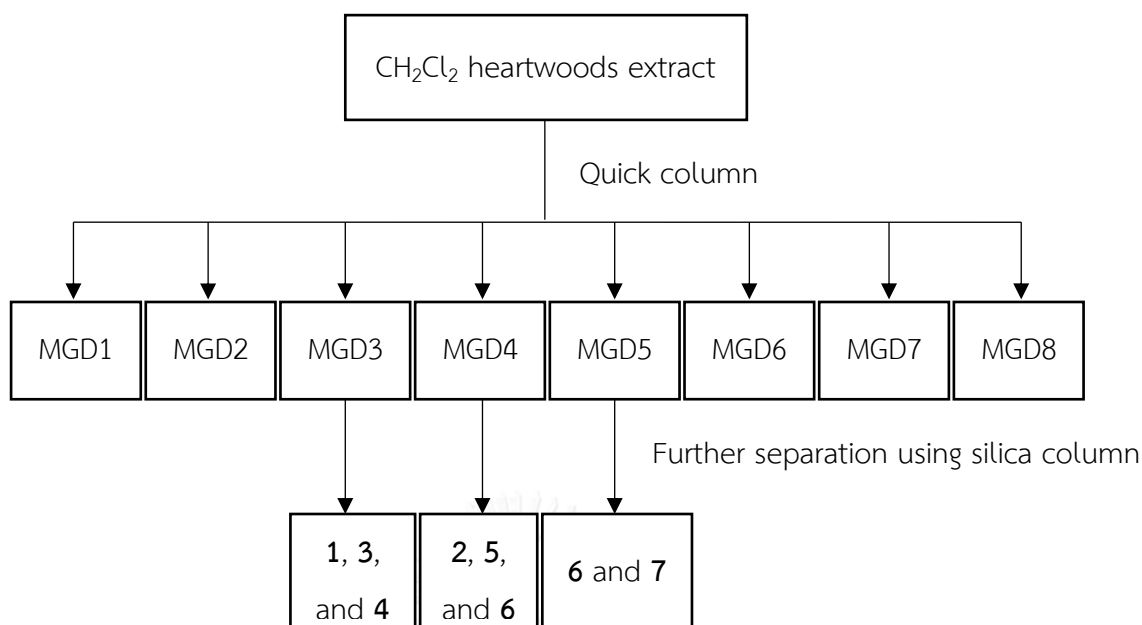 CH₂Cl₂ heartwoods extract
Quick column
MGD1 MGD2 MGD3 MGD4 MGD5 MGD6 MGD7 MGD8
Further separation using silica column
1, 3,
and 4
2, 5,
and 6
6 and 7